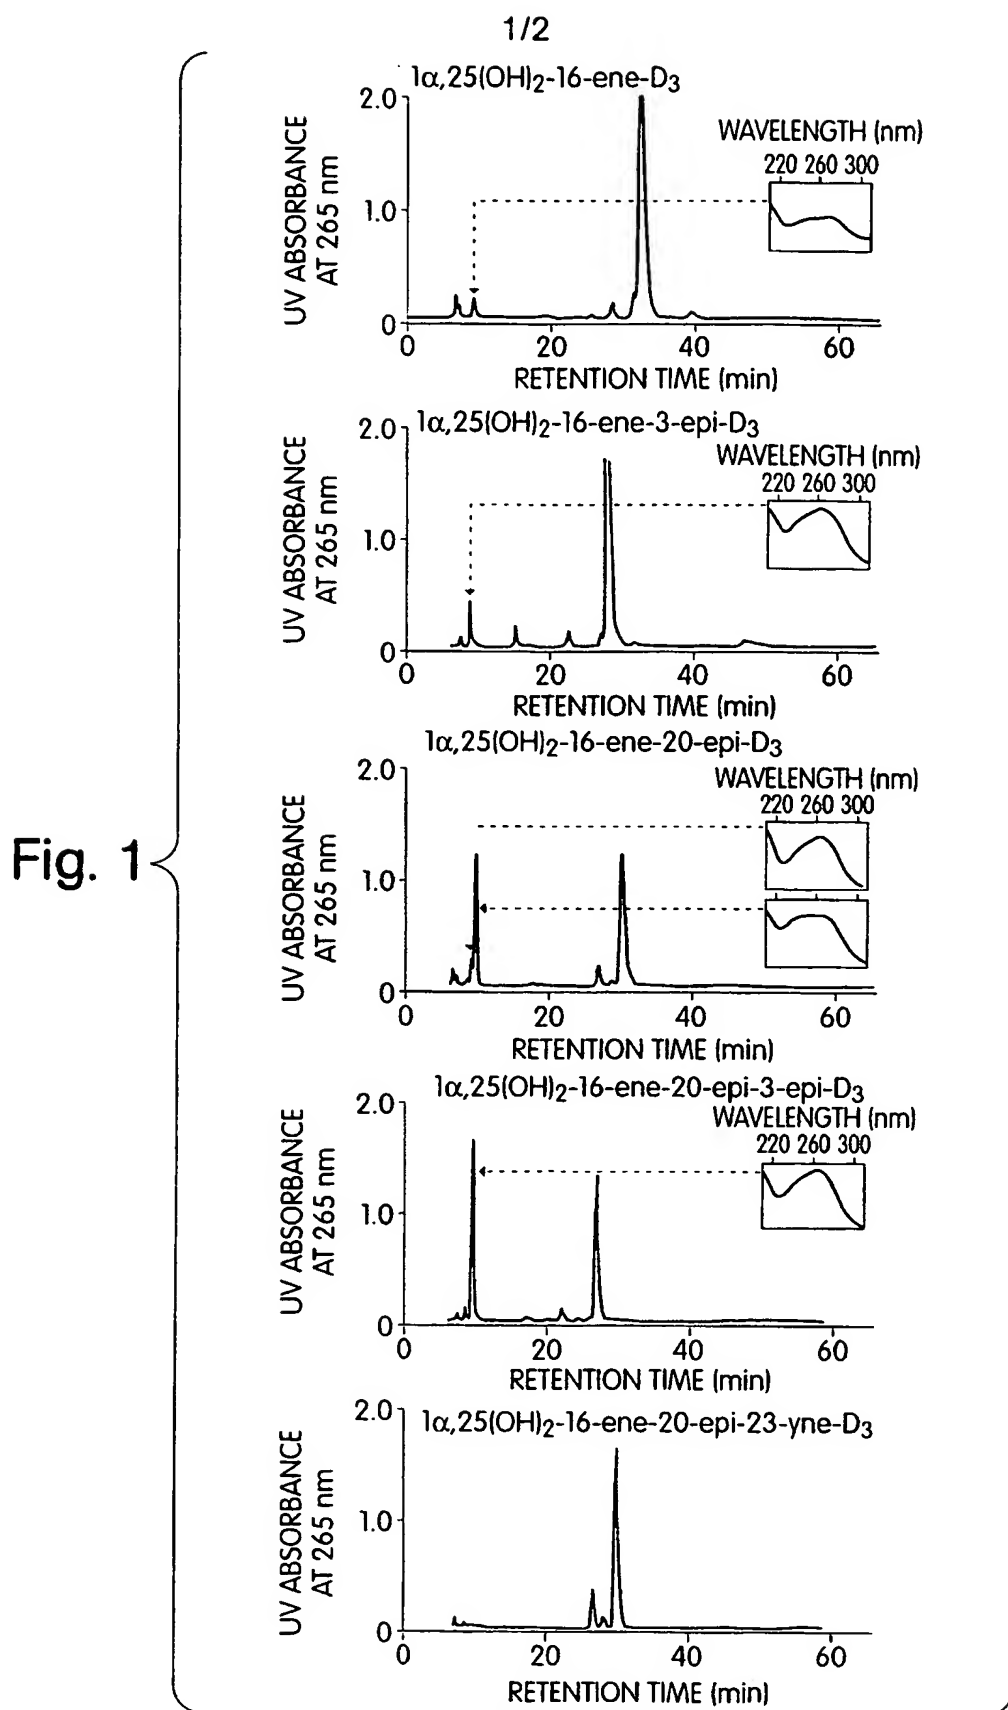 1/2
Fig. 1
1α,25(OH)2-16-ene-D3
UV ABSORBANCE
AT 265 nm
2.0
1.0
0
WAVELENGTH (nm)
220 260 300
0 20 40 60
RETENTION TIME (min)
1α,25(OH)2-16-ene-3-epi-D3
UV ABSORBANCE
AT 265 nm
2.0
1.0
0
WAVELENGTH (nm)
220 260 300
0 20 40 60
RETENTION TIME (min)
1α,25(OH)2-16-ene-20-epi-D3
UV ABSORBANCE
AT 265 nm
2.0
1.0
0
WAVELENGTH (nm)
220 260 300
0 20 40 60
RETENTION TIME (min)
1α,25(OH)2-16-ene-20-epi-3-epi-D3
UV ABSORBANCE
AT 265 nm
2.0
1.0
0
WAVELENGTH (nm)
220 260 300
0 20 40 60
RETENTION TIME (min)
1α,25(OH)2-16-ene-20-epi-23-yne-D3
UV ABSORBANCE
AT 265 nm
2.0
1.0
0
0 20 40 60
RETENTION TIME (min)